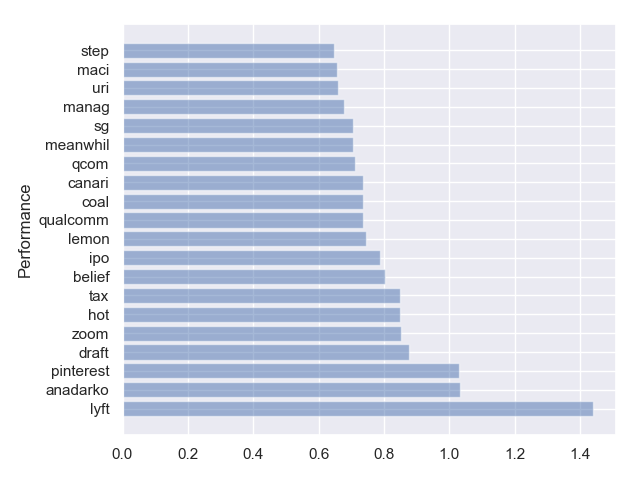 step
maci
uri
manag
sg
meanwhil
qcom
canari
coal
qualcomm
lemon
ipo
belief
tax
hot
zoom
draft
pinterest
anadarko
lyft
Performance
0.0 0.2 0.4 0.6 0.8 1.0 1.2 1.4